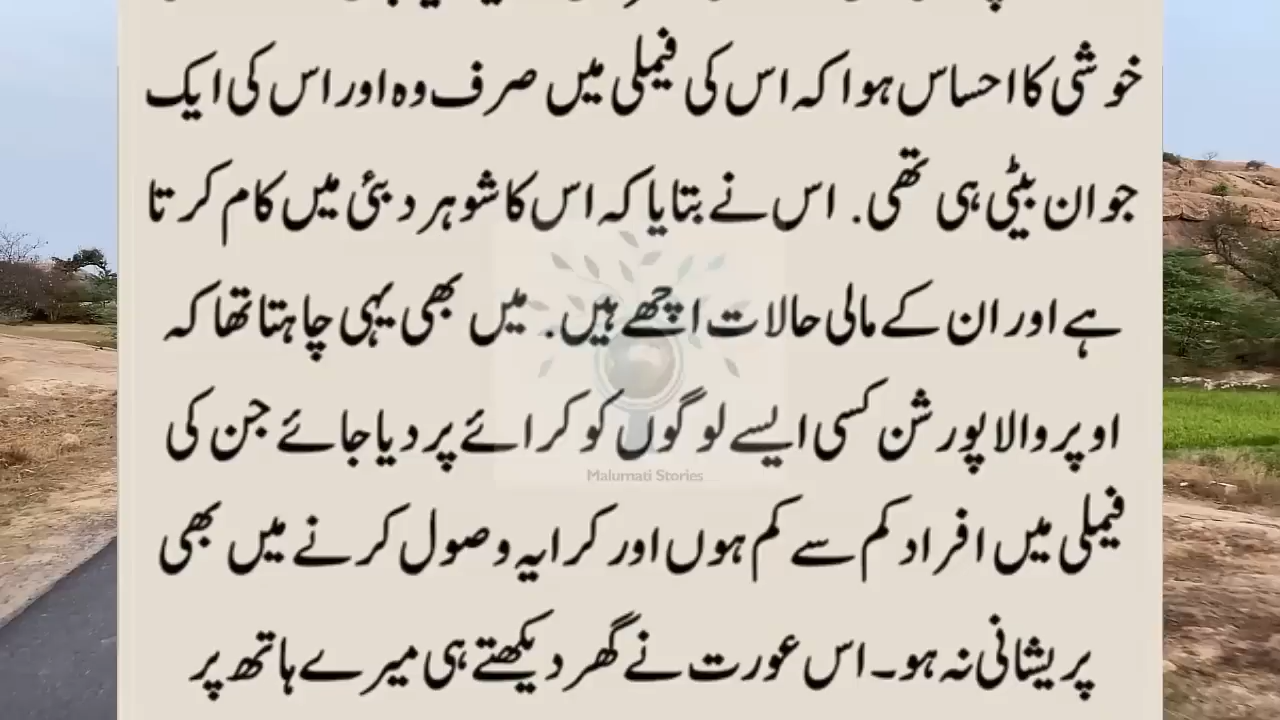 خوشی کا احساس ہوا کہ اس کی فیملی میں صرف وہ اور اس کی ایک
جوان بیٹی ہی تھی. اس نے بتایا کہ اس کا شوہر دبئی میں کام کرتا
ہے اور ان کے مالی حالات اچھے ہیں. میں بھی یہی چاہتا تھا کہ
اوپر والا پورشن کسی ایسے لوگوں کو کرائے پر دیا جائے جن کی
Malumati Stories
فیملی میں افراد کم سے کم ہوں اور کرایہ وصول کرنے میں بھی
پریشانی نہ ہو۔ اس عورت نے گھر دیکھتے ہی میرے ہاتھ پر